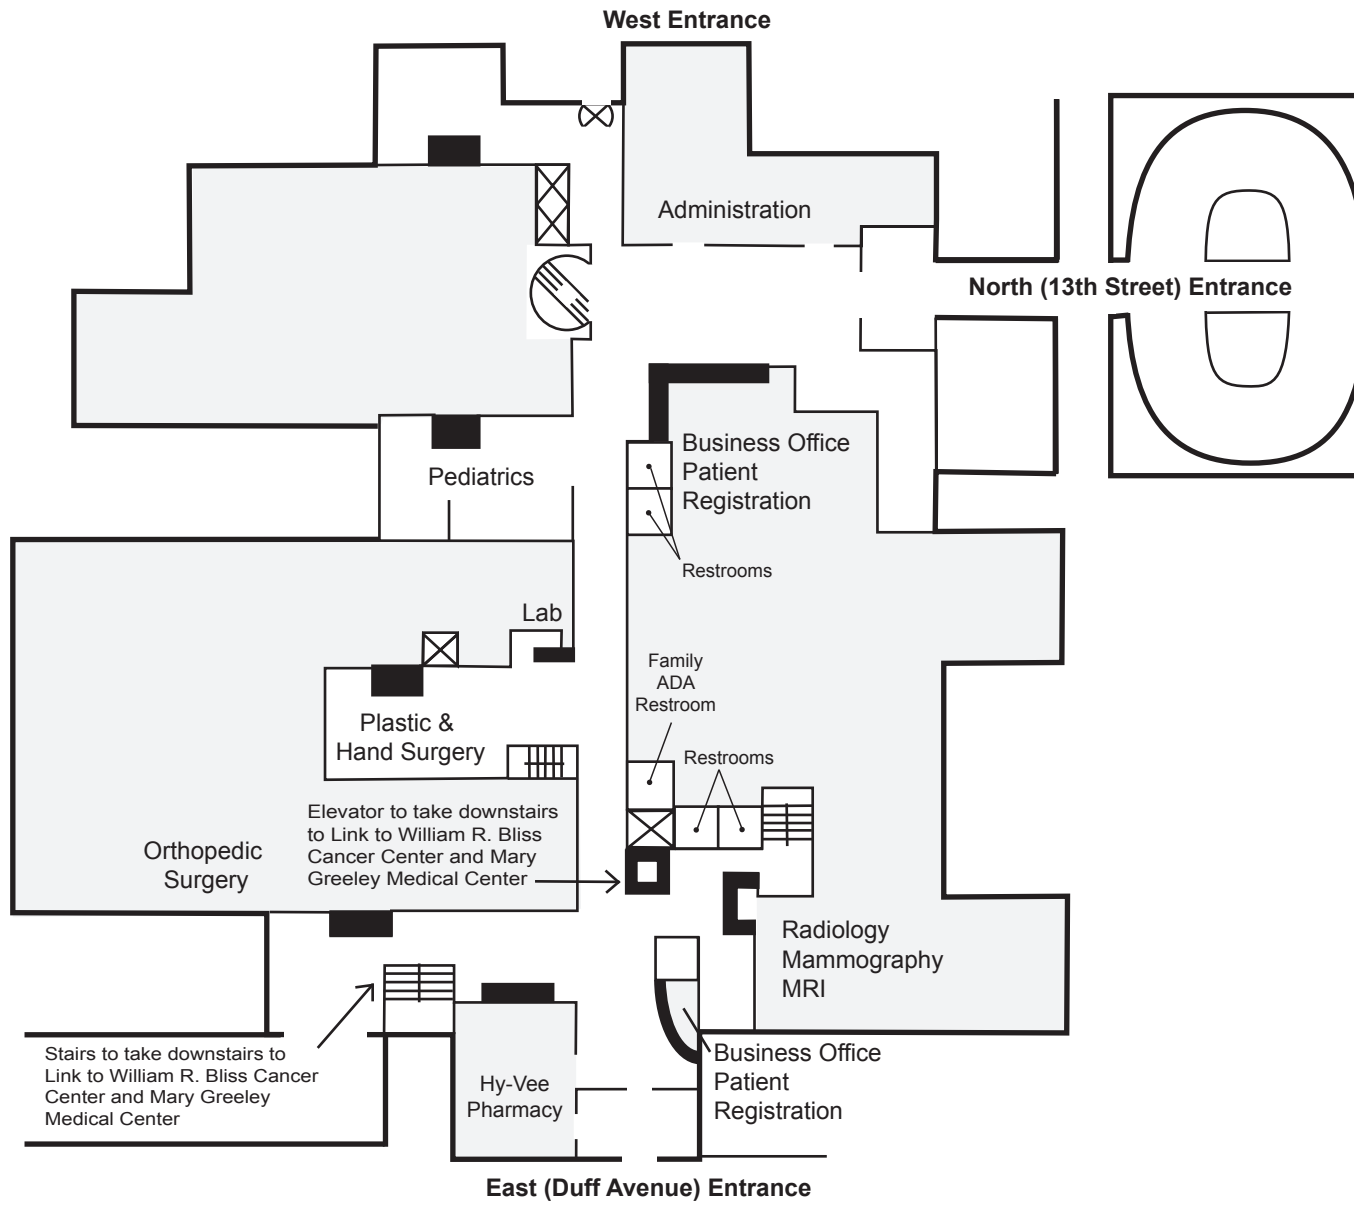 West Entrance
Administration
North (13th Street) Entrance
Business Office
Patient
Registration
Pediatrics
Restrooms
Lab
Family
ADA
Restroom
Plastic &
Hand Surgery
Restrooms
Elevator to take downstairs
to Link to William R. Bliss
Cancer Center and Mary
Greeley Medical Center
Orthopedic
Surgery
Radiology
Mammography
MRI
Stairs to take downstairs to
Link to William R. Bliss Cancer
Center and Mary Greeley
Medical Center
Hy-Vee
Pharmacy
Business Office
Patient
Registration
East (Duff Avenue) Entrance